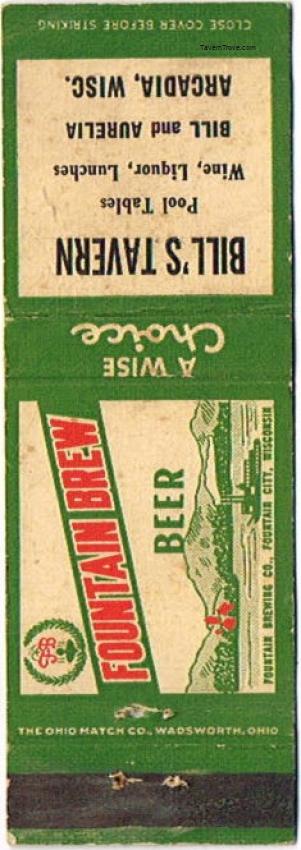 CLOSE COVER BEFORE STRIKING
TavernTrove.com
BILL'S TAVERN
Pool Tables
Wine, Liquor, Lunches
BILL and AURELIA
ARCADIA, WISC.
A WISE
Choice
FOUNTAIN BREW
BEER
FOUNTAIN BREWING CO., FOUNTAIN CITY, WISCONSIN
THE OHIO MATCH CO., WADSWORTH, OHIO